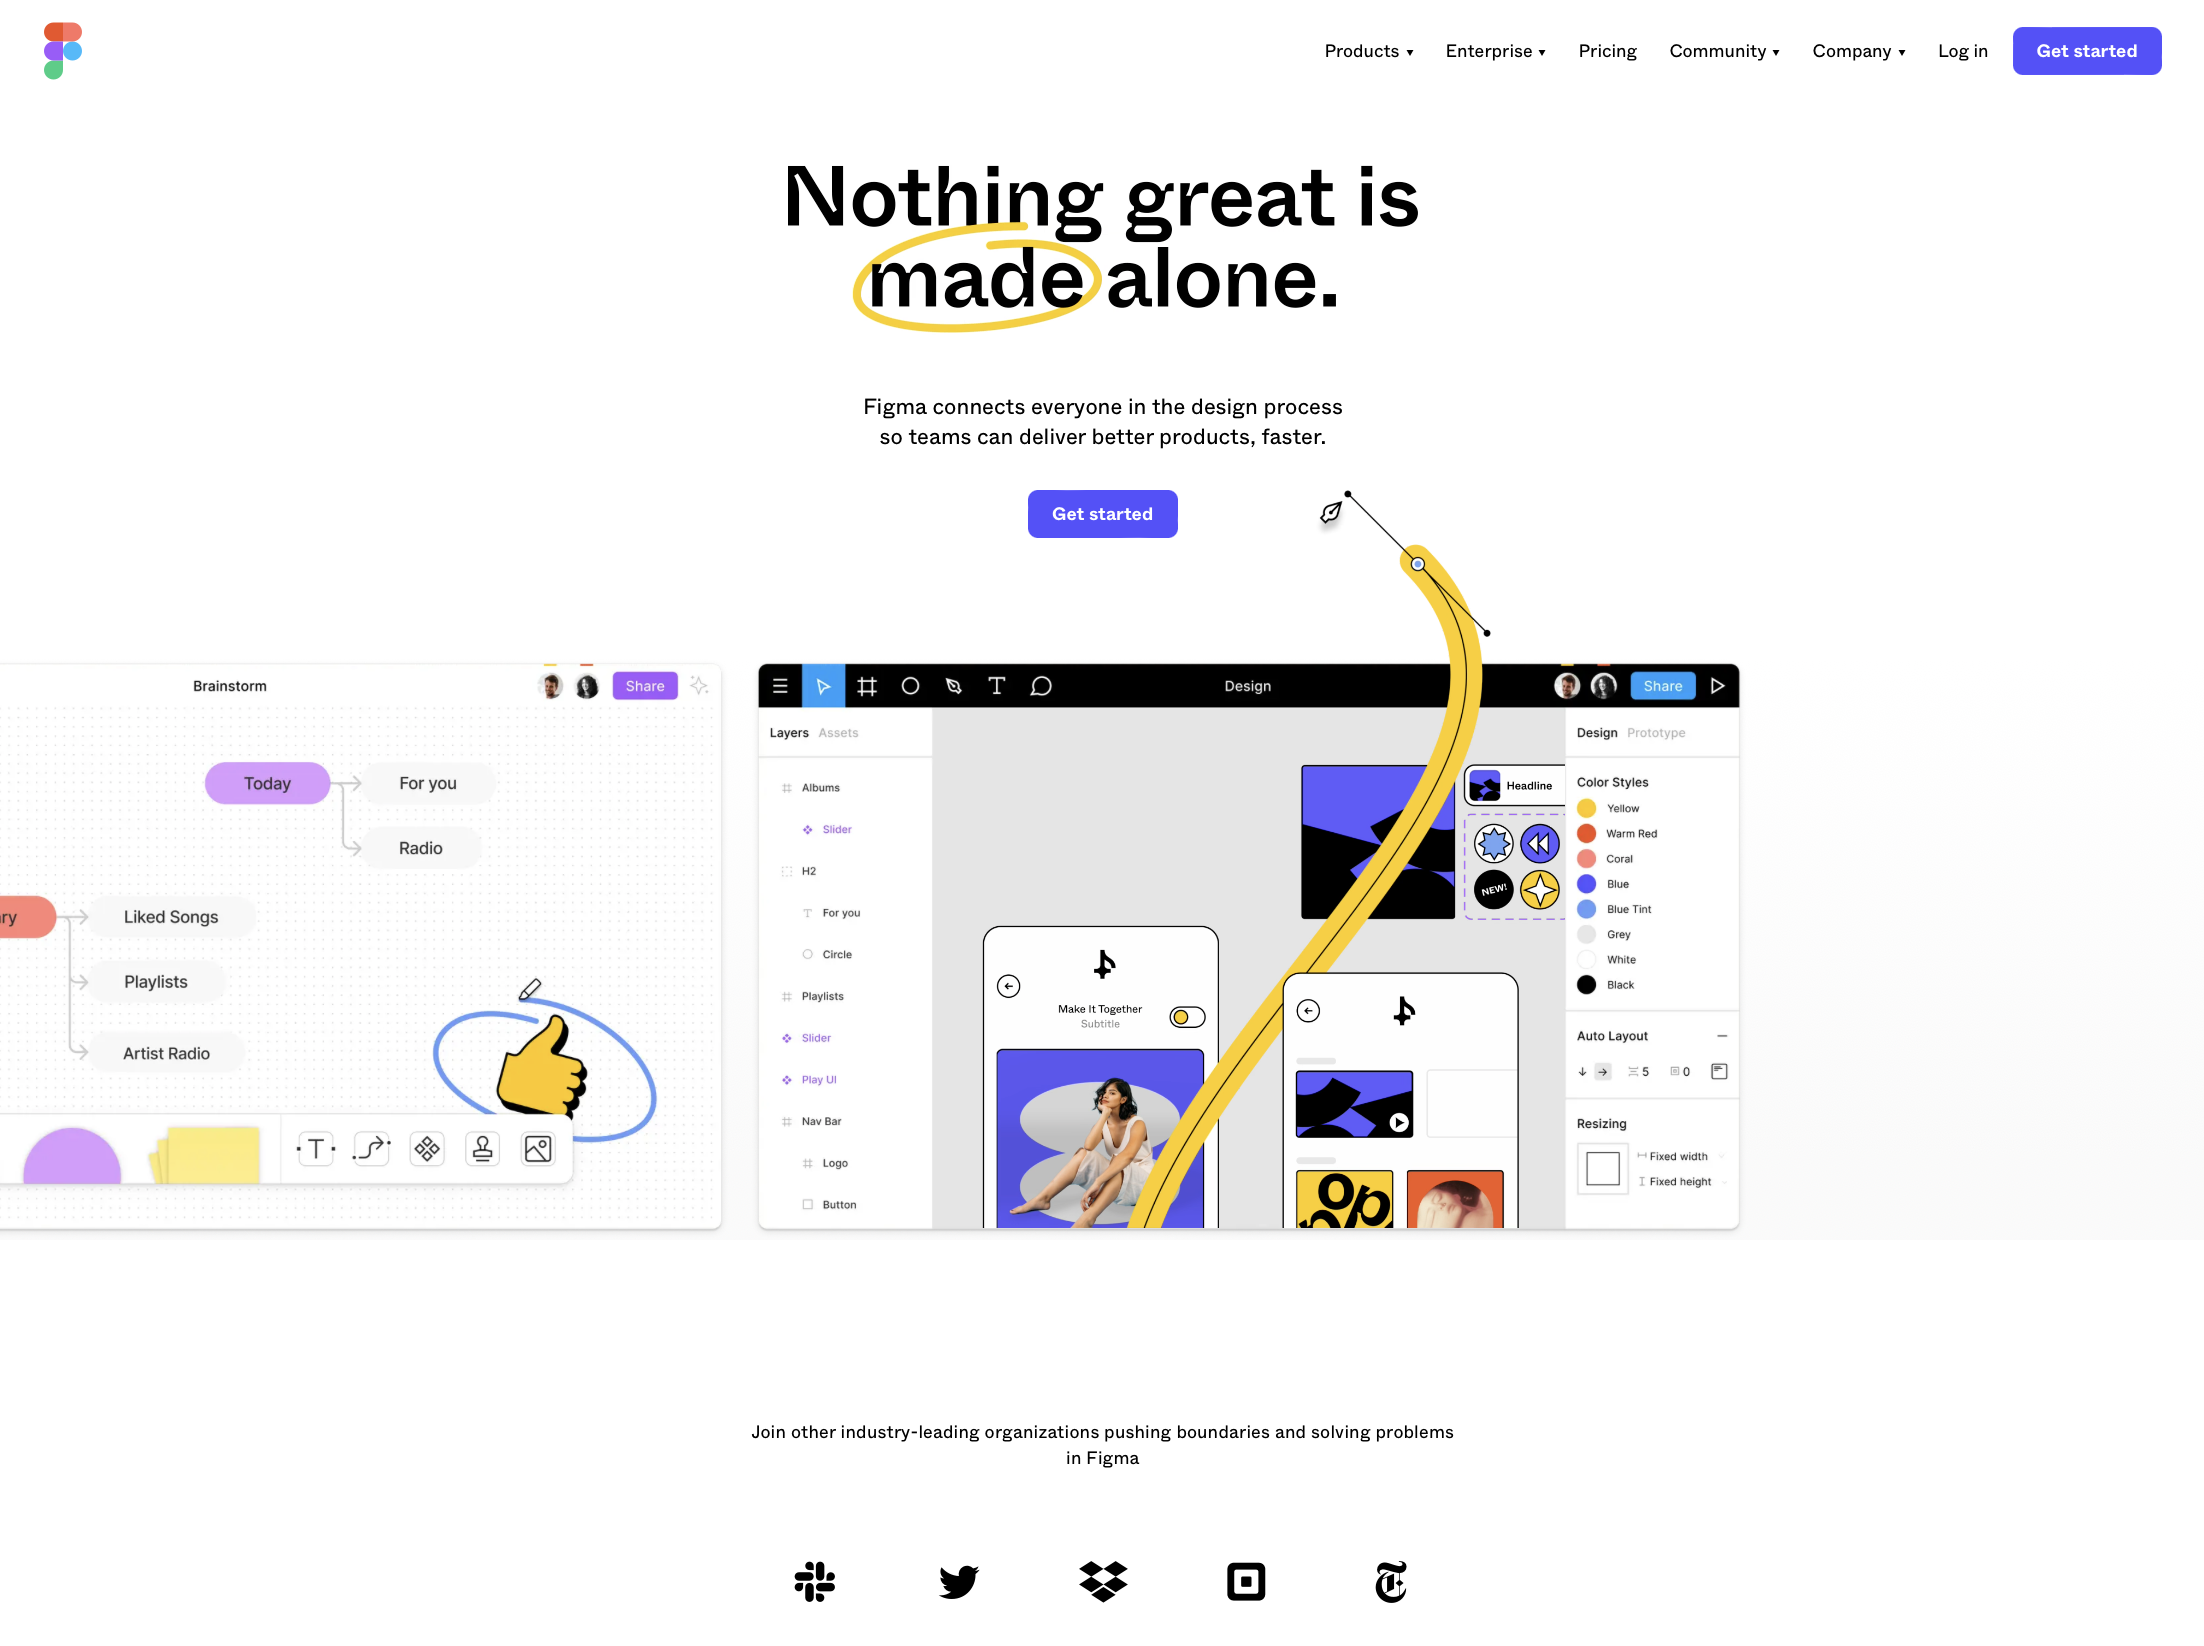 Products
Enterprise
Pricing
Community
Company
Log in
Get started
Nothing great is
made alone.
Figma connects everyone in the design process
so teams can deliver better products, faster.
Get started
Brainstorm
Share
Today
For you
Radio
ry
Liked Songs
Playlists
Artist Radio
T
Design
Share
Layers Assets
Albums
Slider
H2
For you
Circle
Playlists
Slider
Play UI
Nav Bar
Logo
Button
Headline
NEW!
Make It Together
Subtitle
Design Prototype
Color Styles
Yellow
Warm Red
Coral
Blue
Blue Tint
Grey
White
Black
Auto Layout
5
0
Resizing
Fixed width
Fixed height
Join other industry-leading organizations pushing boundaries and solving problems
in Figma